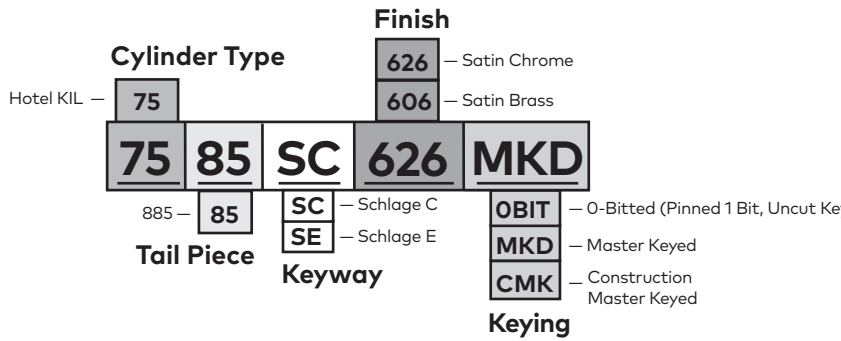 Finish
Cylinder Type
626 — Satin Chrome
Hotel KIL — 75
606 — Satin Brass
75 85 SC 626 MKD
885 — 85
SC — Schlage C
0BIT — 0-Bitted (Pinned 1 Bit, Uncut Ke
SE — Schlage E
MKD — Master Keyed
Tail Piece
Keyway
CMK — Construction
Master Keyed
Keying